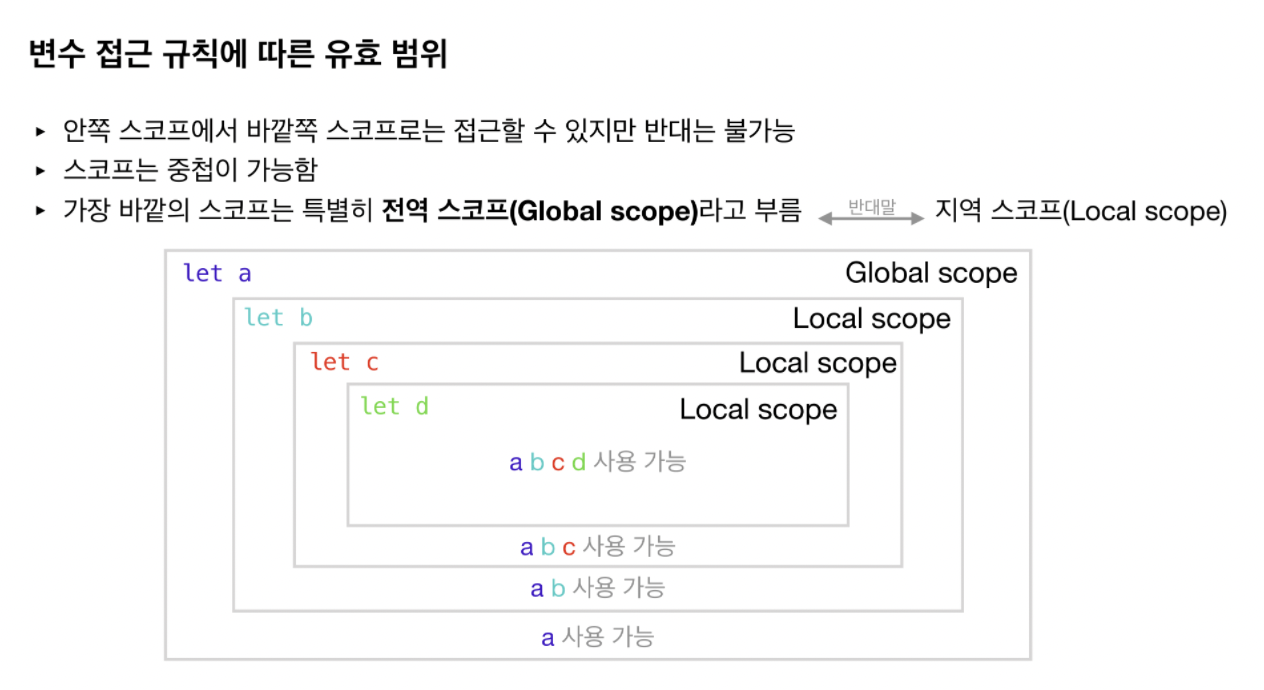 변수 접근 규칙에 따른 유효 범위
▸ 안쪽 스코프에서 바깥쪽 스코프로는 접근할 수 있지만 반대는 불가능
▸ 스코프는 중첩이 가능함
▸ 가장 바깥의 스코프는 특별히 전역 스코프(Global scope)라고 부름 반대말 지역 스코프(Local scope)
let a Global scope
let b Local scope
let c Local scope
let d Local scope
a b c d 사용 가능
a b c 사용 가능
a b 사용 가능
a 사용 가능